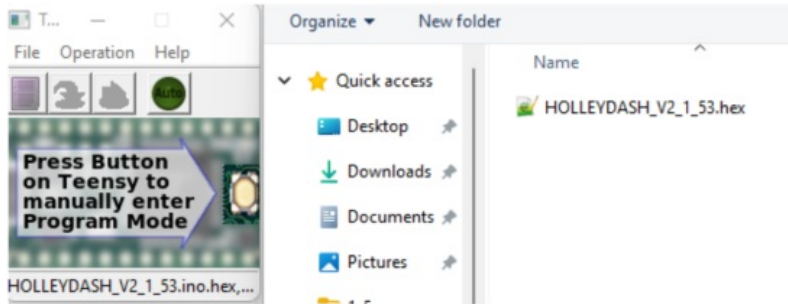 T...
File Operation Help
Auto
Press Button
on Teensy to
manually enter
Program Mode
HOLLEYDASH_V2_1_53.ino.hex,...
Organize New folder
Quick access
Desktop
Downloads
Documents
Pictures
Name
HOLLEYDASH_V2_1_53.hex